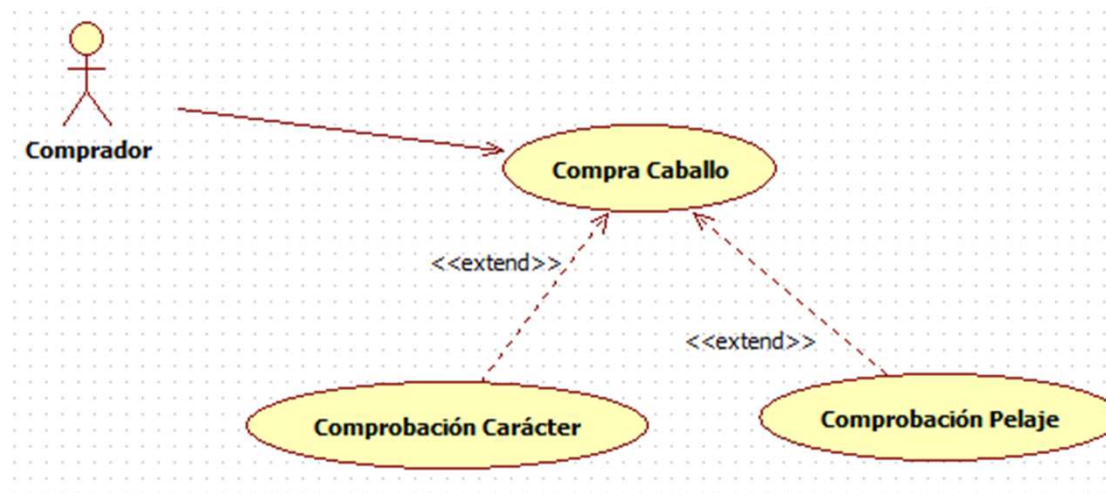 Comprador
Compra Caballo
<<extend>>
<<extend>>
Comprobación Carácter
Comprobación Pelaje